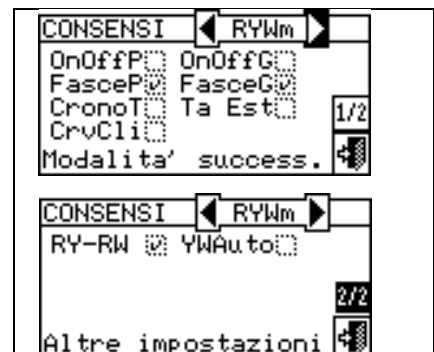 CONSENSI RYWm
OnOffP OnOffG
FasceP FasceG
CronoT Ta Est
CrvCli 1/2
Modalita' success.
CONSENSI RYWm
RY-RW YWAuto
2/2
Altre impostazioni